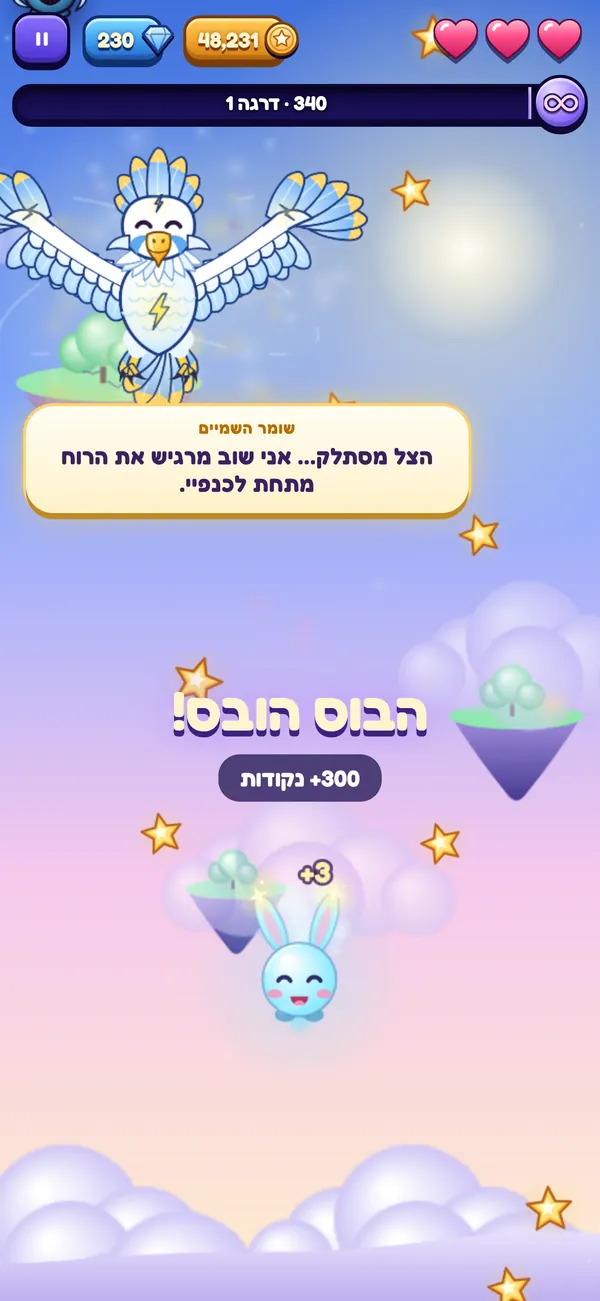 230
48,231
340 · דרגה 1
שומר השמיים
הצל מסתלק... אני שוב מרגיש את הרוח
מתחת לכנפיי.
הבוס הובס!
+300 נקודות
+3